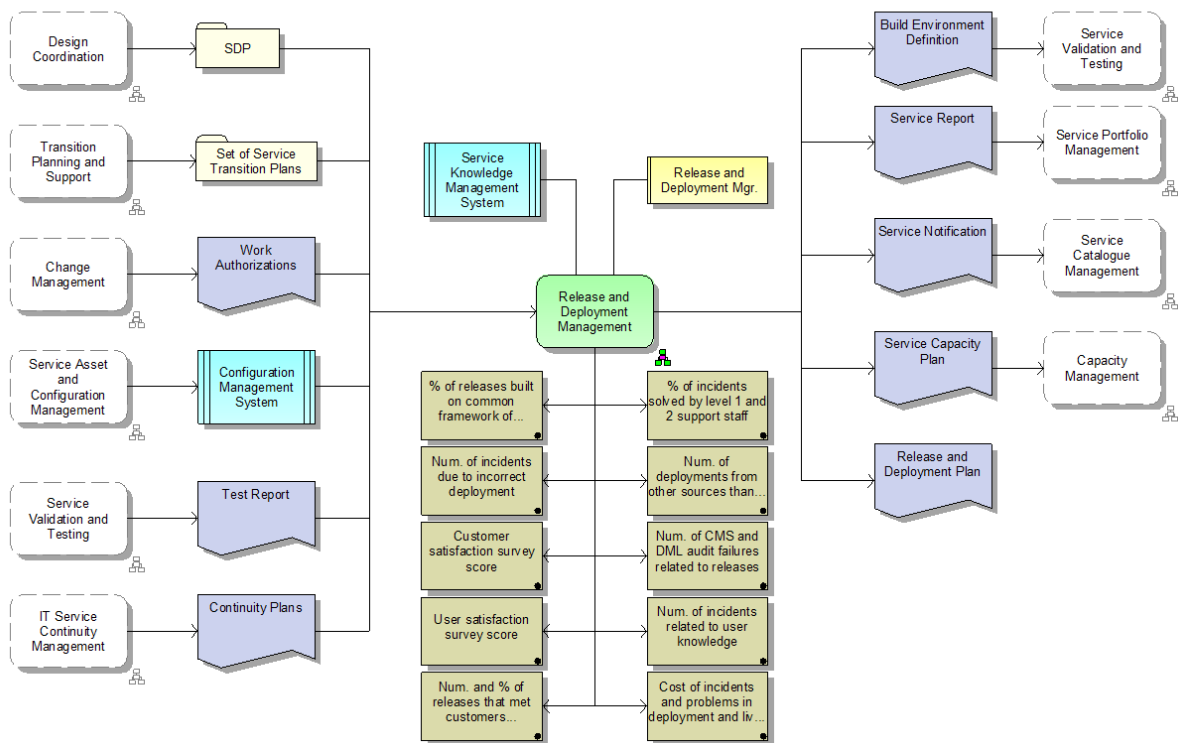 Design
Coordination
SDP
Transition
Planning and
Support
Set of Service
Transition Plans
Change
Management
Work
Authorizations
Service Asset
and
Configuration
Management
Configuration
Management
System
Service
Validation and
Testing
Test Report
IT Service
Continuity
Management
Continuity Plans
Service
Knowledge
Management
System
Release and
Deployment Mgr.
Release and
Deployment
Management
% of releases built
on common
framework of...
% of incidents
solved by level 1 and
2 support staff
Num. of incidents
due to incorrect
deployment
Num. of
deployments from
other sources than...
Customer
satisfaction survey
score
Num. of CMS and
DML audit failures
related to releases
User satisfaction
survey score
Num. of incidents
related to user
knowledge
Num. and % of
releases that met
customers...
Cost of incidents
and problems in
deployment and liv...
Build Environment
Definition
Service
Validation and
Testing
Service Report
Service Portfolio
Management
Service Notification
Service
Catalogue
Management
Service Capacity
Plan
Capacity
Management
Release and
Deployment Plan